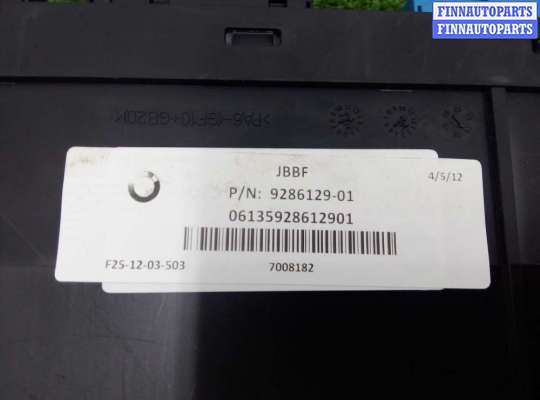 FINNAUTOPARTS
FINNAUTOPARTS
JBBF
4/5/12
P/N: 9286129-01
06135928612901
F25-12-03-503
7008182